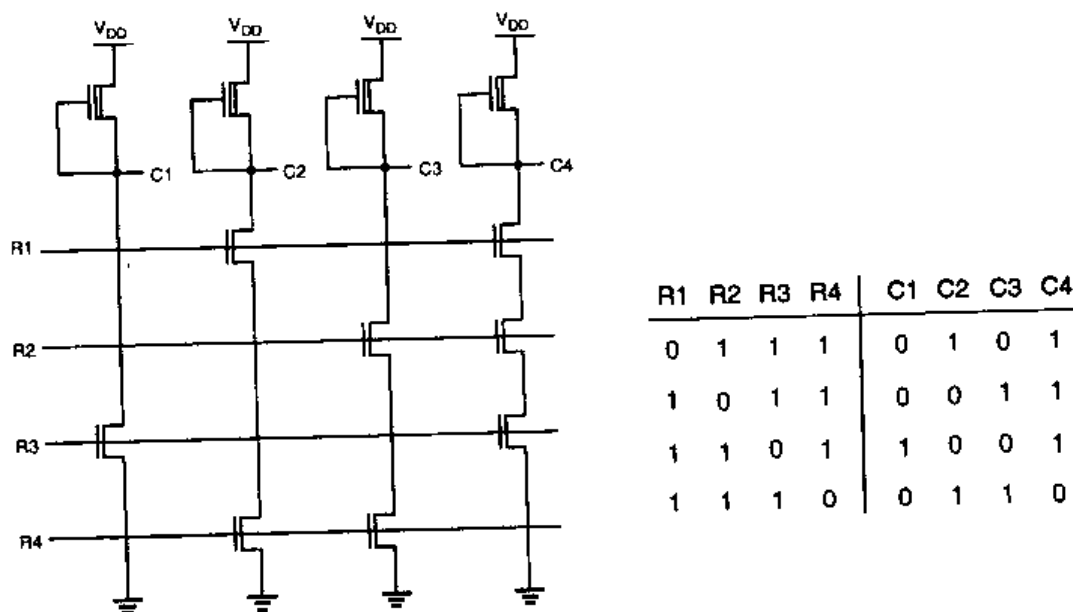 VDD VDD VDD VDD
C1 C2 C3 C4
R1
R2
R3
R4
R1 R2 R3 R4 C1 C2 C3 C4
0 1 1 1 0 1 0 1
1 0 1 1 0 0 1 1
1 1 0 1 1 0 0 1
1 1 1 0 0 1 1 0